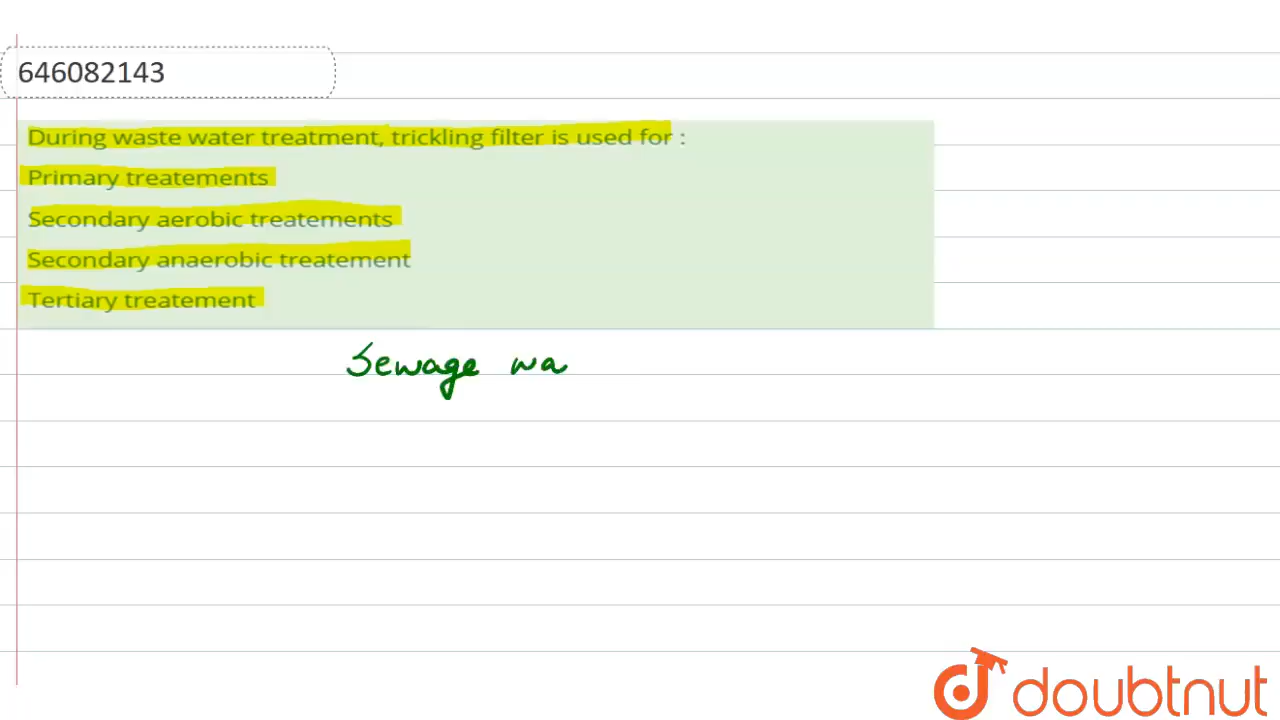 646082143
During waste water treatment, trickling filter is used for :
Primary treatements
Secondary aerobic treatements
Secondary anaerobic treatement
Tertiary treatement
Sewage wa
doubtnut